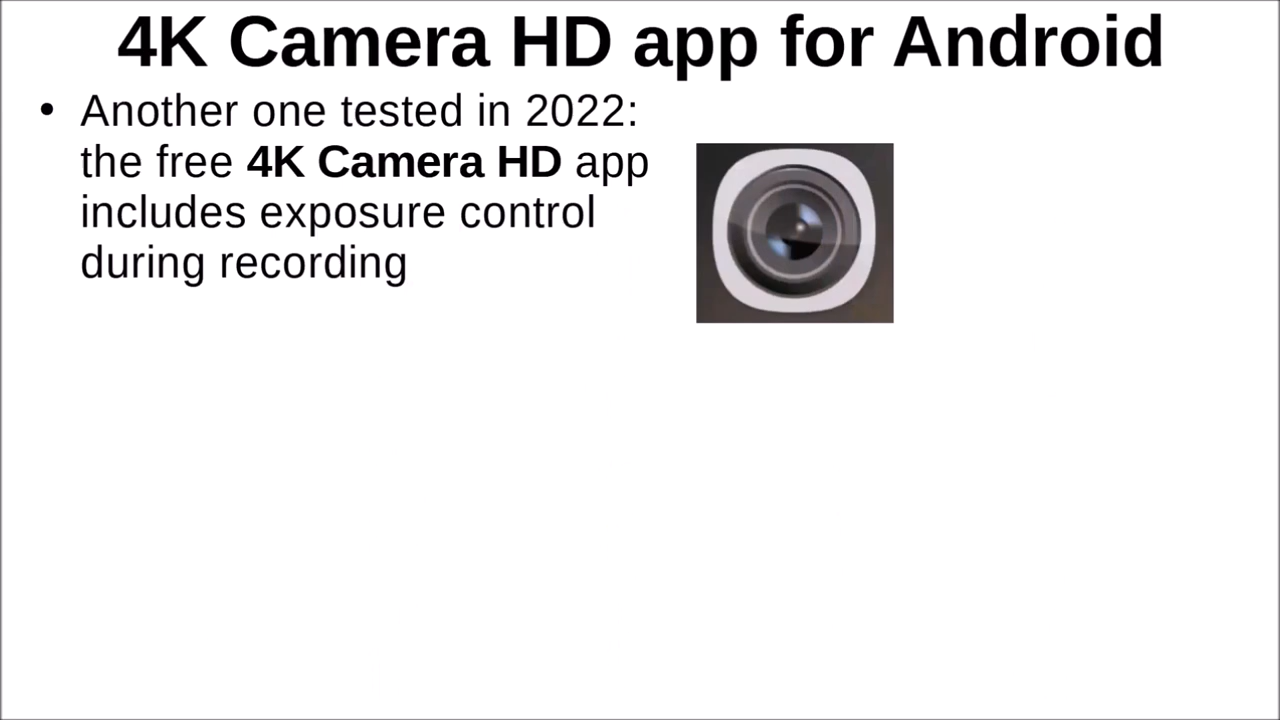 4K Camera HD app for Android
• Another one tested in 2022:
the free 4K Camera HD app
includes exposure control
during recording